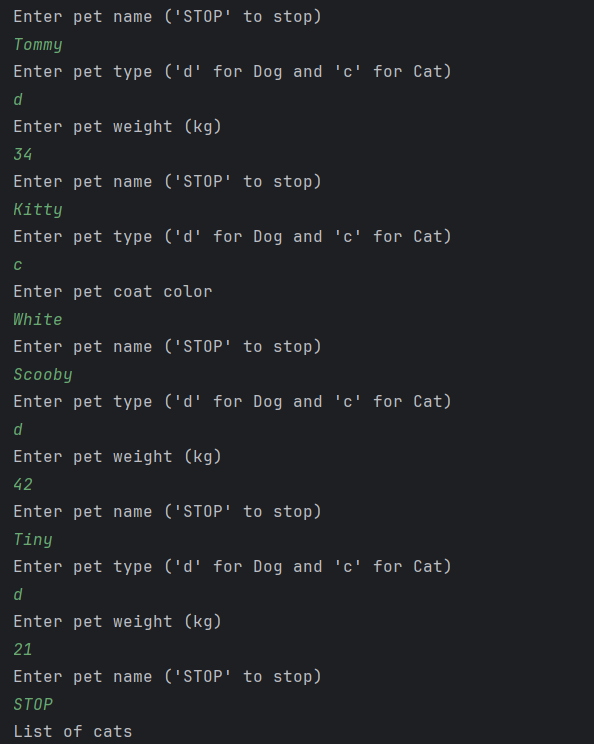 Enter pet name ('STOP' to stop)
Tommy
Enter pet type ('d' for Dog and 'c' for Cat)
d
Enter pet weight (kg)
34
Enter pet name ('STOP' to stop)
Kitty
Enter pet type ('d' for Dog and 'c' for Cat)
c
Enter pet coat color
White
Enter pet name ('STOP' to stop)
Scooby
Enter pet type ('d' for Dog and 'c' for Cat)
d
Enter pet weight (kg)
42
Enter pet name ('STOP' to stop)
Tiny
Enter pet type ('d' for Dog and 'c' for Cat)
d
Enter pet weight (kg)
21
Enter pet name ('STOP' to stop)
STOP
List of cats